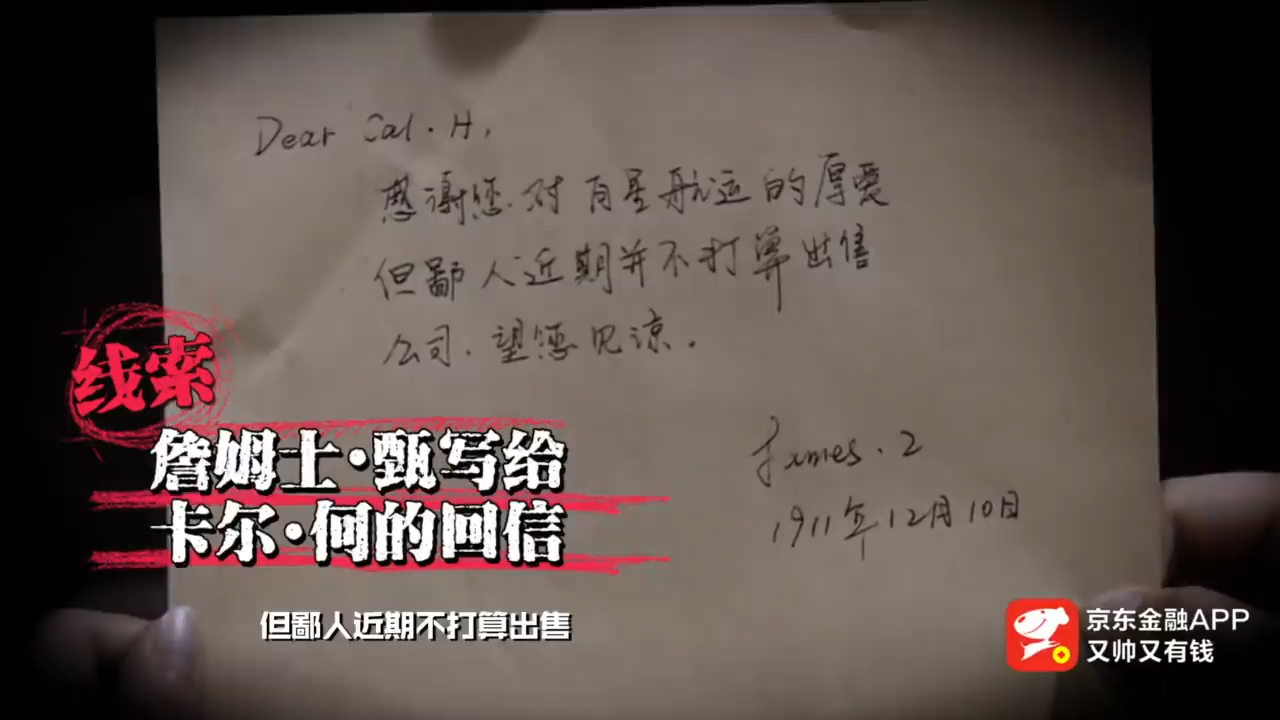 Dear Cal. H,
感谢您对百星航运的厚爱
但鄙人近期并不打算出售
公司.望您见凉.
James. Z
1911年12月10日
线索
詹姆士·甄写给
卡尔·何的回信
但鄙人近期不打算出售
京东金融APP
又帅又有钱